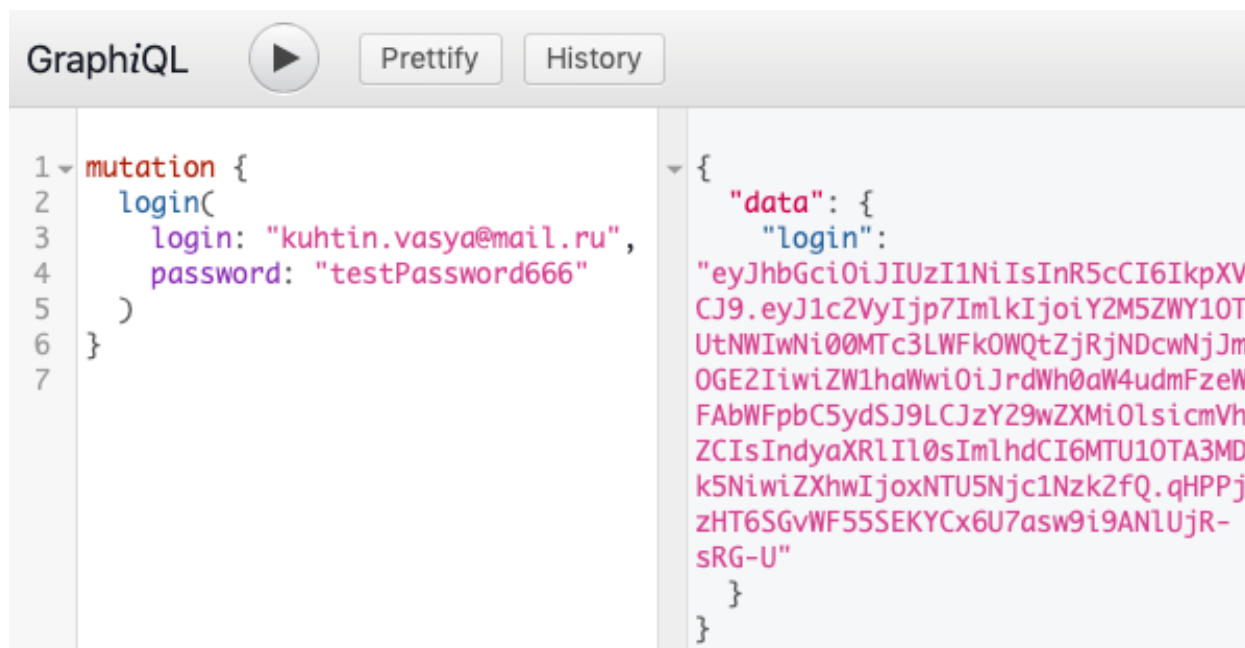 GraphiQL Prettify History
1 mutation {
2 login(
3 login: "kuhtin.vasya@mail.ru",
4 password: "testPassword666"
5 )
6 }
7
{
"data": {
"login":
"eyJhbGciOiJIUzI1NiIsInR5cCI6IkpXV
CJ9.eyJ1c2VyIjp7ImlkIjoiY2M5ZWY1OT
UtNWIwNi00MTc3LWFkOWQtZjRjNDcwNjJm
OGE2IiwiZW1haWwiOiJrdWh0aW4udmFzeW
FAbWFpbC5ydSJ9LCJzY29wZXMiOlsicmVh
ZCIsIndyaXRlIl0sImlhdCI6MTU1OTA3MD
k5NiwiZXhwIjoxNTU5Njc1Nzk2fQ.qHPPj
zHT6SGvWF55SEKYCx6U7asw9i9ANlUjR-
sRG-U"
}
}